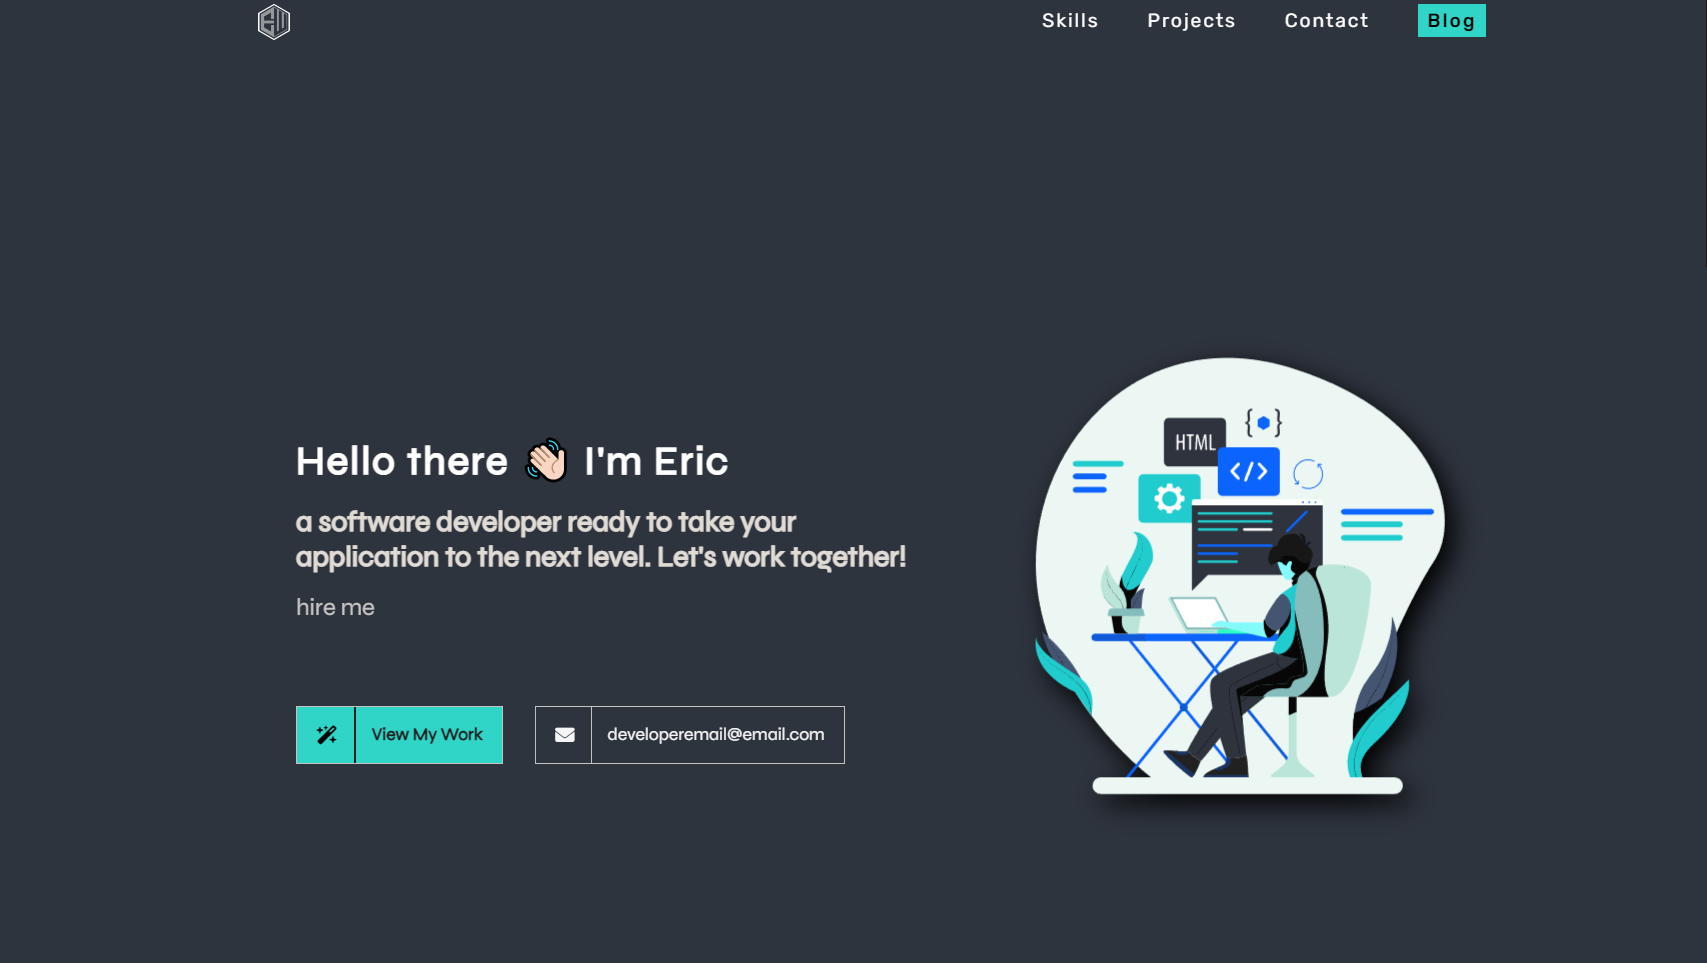 Skills Projects Contact Blog
Hello there 👋🏻 I'm Eric
a software developer ready to take your
application to the next level. Let's work together!
hire me
View My Work
developeremail@email.com
HTML
</>
{ }